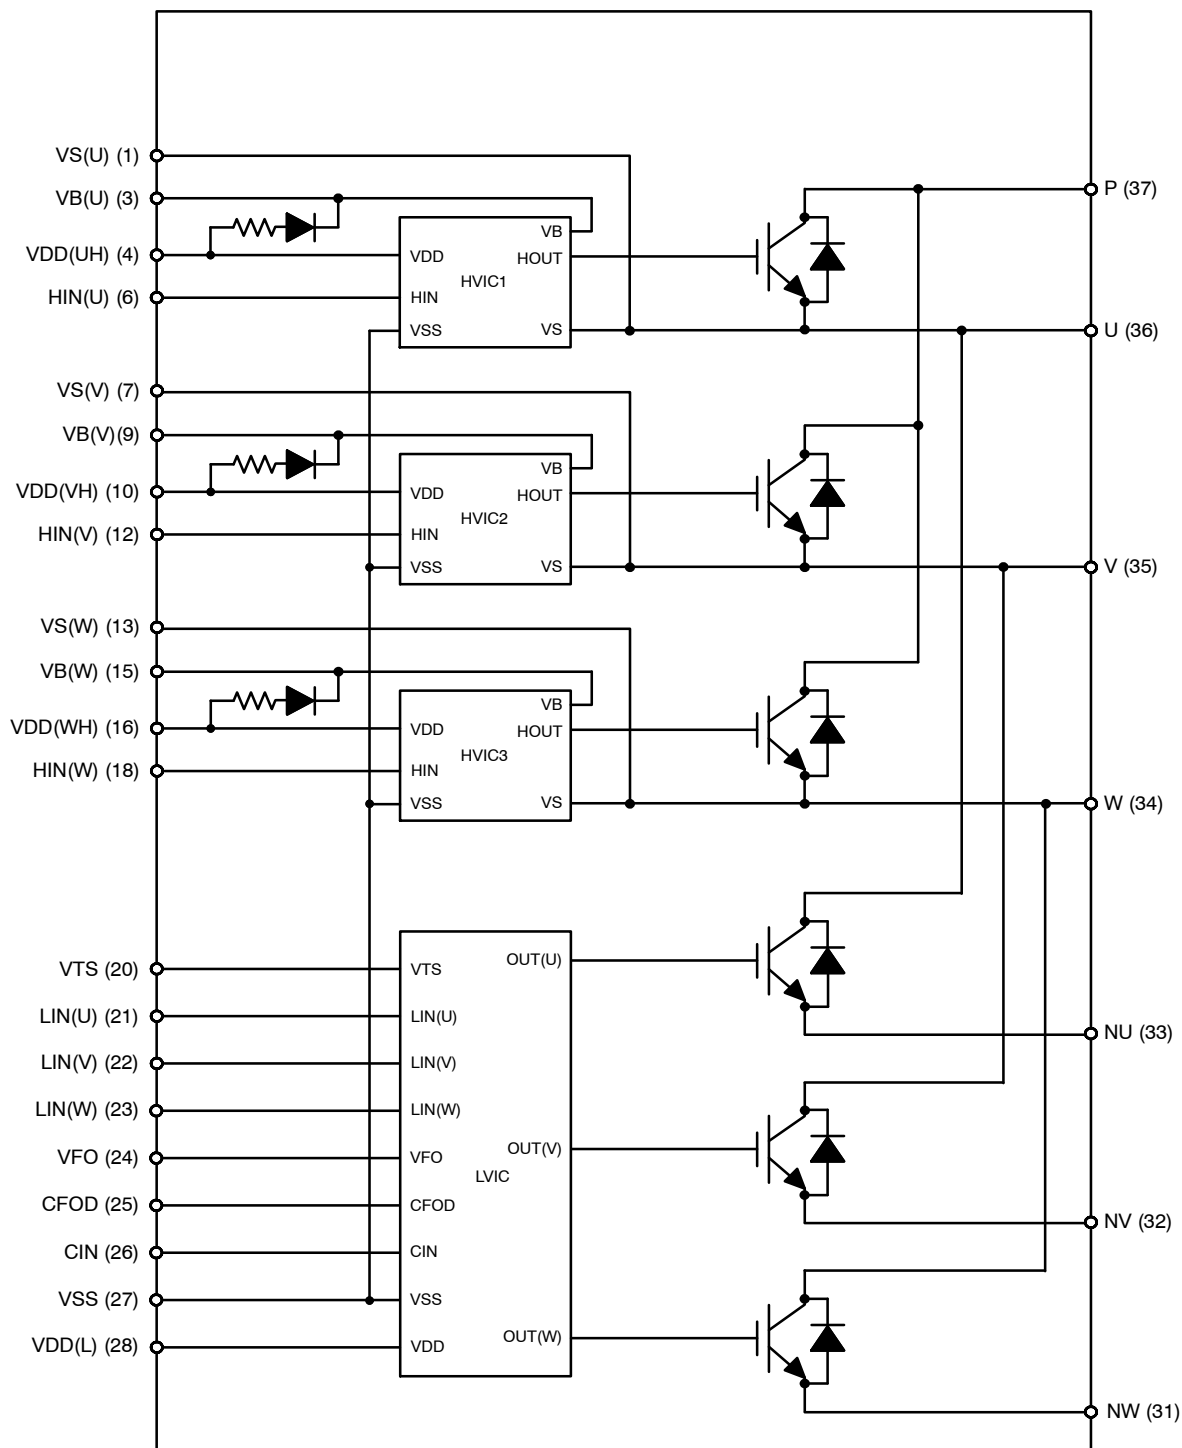 VS(U) (1)
VB(U) (3)
VDD(UH) (4)
HIN(U) (6)
VS(V) (7)
VB(V)(9)
VDD(VH) (10)
HIN(V) (12)
VS(W) (13)
VB(W) (15)
VDD(WH) (16)
HIN(W) (18)
VTS (20)
LIN(U) (21)
LIN(V) (22)
LIN(W) (23)
VFO (24)
CFOD (25)
CIN (26)
VSS (27)
VDD(L) (28)
VB
VDD
HOUT
HVIC1
HIN
VSS
VS
VB
VDD
HOUT
HVIC2
HIN
VSS
VS
VB
VDD
HOUT
HVIC3
HIN
VSS
VS
OUT(U)
VTS
LIN(U)
LIN(V)
LIN(W)
OUT(V)
VFO
LVIC
CFOD
CIN
VSS
OUT(W)
VDD
P (37)
U (36)
V (35)
W (34)
NU (33)
NV (32)
NW (31)